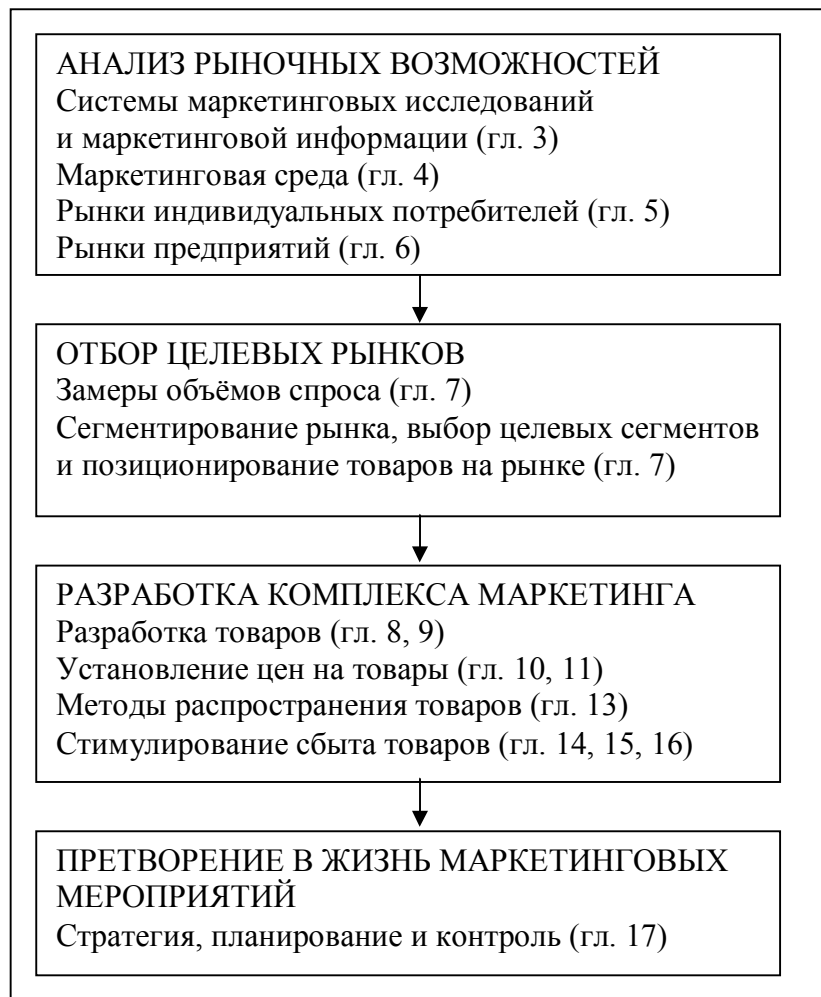 АНАЛИЗ РЫНОЧНЫХ ВОЗМОЖНОСТЕЙ
Системы маркетинговых исследований
и маркетинговой информации (гл. 3)
Маркетинговая среда (гл. 4)
Рынки индивидуальных потребителей (гл. 5)
Рынки предприятий (гл. 6)
ОТБОР ЦЕЛЕВЫХ РЫНКОВ
Замеры объёмов спроса (гл. 7)
Сегментирование рынка, выбор целевых сегментов
и позиционирование товаров на рынке (гл. 7)
РАЗРАБОТКА КОМПЛЕКСА МАРКЕТИНГА
Разработка товаров (гл. 8, 9)
Установление цен на товары (гл. 10, 11)
Методы распространения товаров (гл. 13)
Стимулирование сбыта товаров (гл. 14, 15, 16)
ПРЕТВОРЕНИЕ В ЖИЗНЬ МАРКЕТИНГОВЫХ
МЕРОПРИЯТИЙ
Стратегия, планирование и контроль (гл. 17)